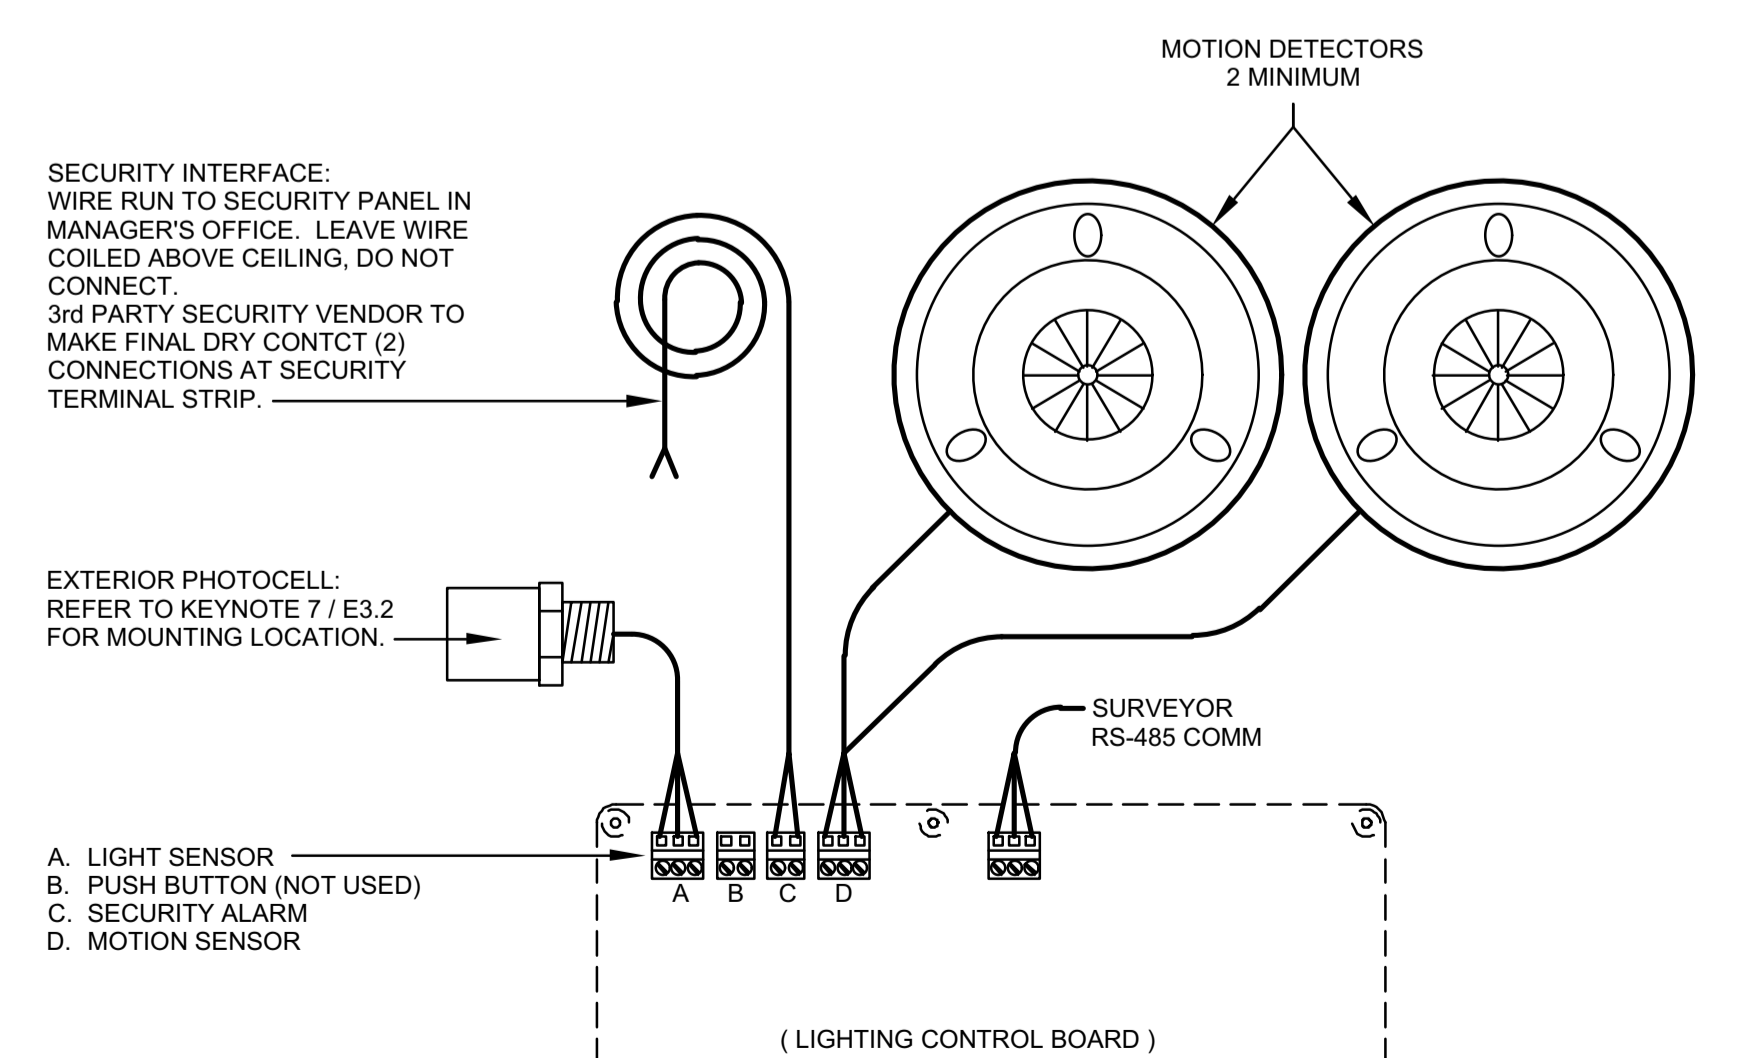 MOTION DETECTORS
2 MINIMUM
SECURITY INTERFACE:
WIRE RUN TO SECURITY PANEL IN
MANAGER'S OFFICE.  LEAVE WIRE
COILED ABOVE CEILING, DO NOT
CONNECT.
3rd PARTY SECURITY VENDOR TO
MAKE FINAL DRY CONTCT (2)
CONNECTIONS AT SECURITY
TERMINAL STRIP.
EXTERIOR PHOTOCELL:
REFER TO KEYNOTE 7 / E3.2
FOR MOUNTING LOCATION.
SURVEYOR
RS-485 COMM
A. LIGHT SENSOR
B. PUSH BUTTON (NOT USED)
C. SECURITY ALARM
D. MOTION SENSOR
A B C D
( LIGHTING CONTROL BOARD )